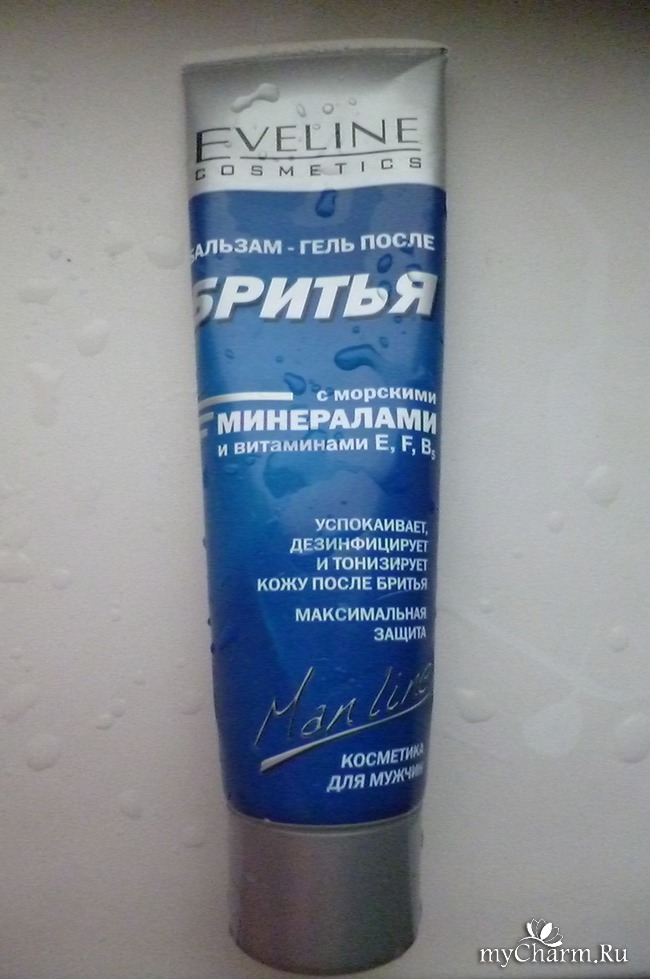 EVELINE
COSMETICS
БАЛЬЗАМ - ГЕЛЬ ПОСЛЕ
БРИТЬЯ
С МОРСКИМИ
МИНЕРАЛАМИ
И ВИТАМИНАМИ E, F, B₅
УСПОКАИВАЕТ,
ДЕЗИНФИЦИРУЕТ
И ТОНИЗИРУЕТ
КОЖУ ПОСЛЕ БРИТЬЯ
МАКСИМАЛЬНАЯ
ЗАЩИТА
Man line
КОСМЕТИКА
ДЛЯ МУЖЧИН
myCharm.Ru